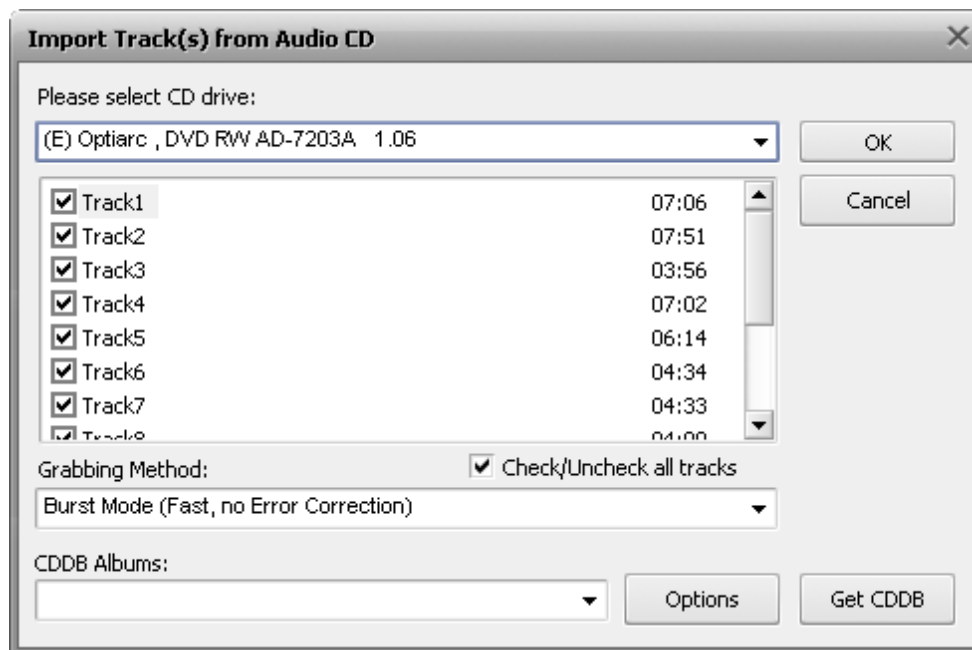 Import Track(s) from Audio CD
Please select CD drive:
(E) Optiarc , DVD RW AD-7203A 1.06
OK
Cancel
Track1 07:06
Track2 07:51
Track3 03:56
Track4 07:02
Track5 06:14
Track6 04:34
Track7 04:33
Grabbing Method:
Check/Uncheck all tracks
Burst Mode (Fast, no Error Correction)
CDDB Albums:
Options
Get CDDB